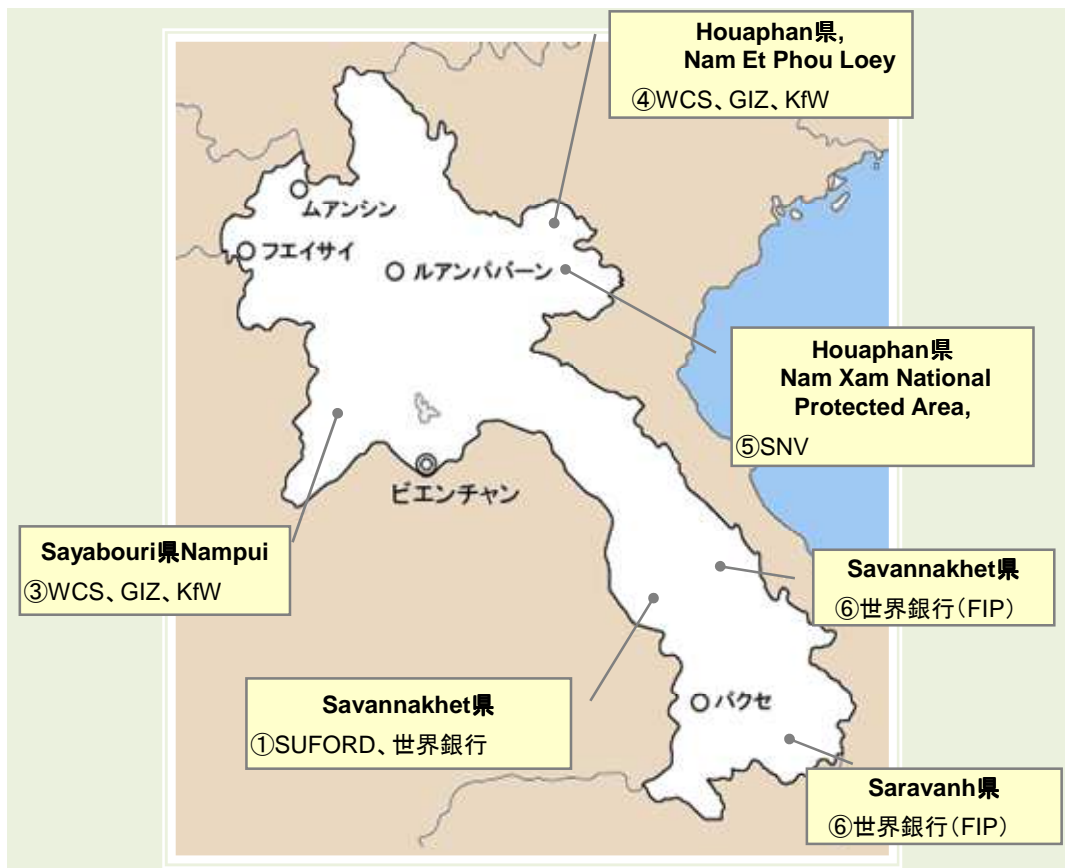 Houaphan県,
Nam Et Phou Loey
④WCS、GIZ、KfW
ムアンシン
フエイサイ
ルアンパバーン
Houaphan県
Nam Xam National
Protected Area,
⑤SNV
ビエンチャン
Sayabouri県Nampui
③WCS、GIZ、KfW
Savannakhet県
⑥世界銀行(FIP)
Savannakhet県
①SUFORD、世界銀行
パクセ
Saravanh県
⑥世界銀行(FIP)